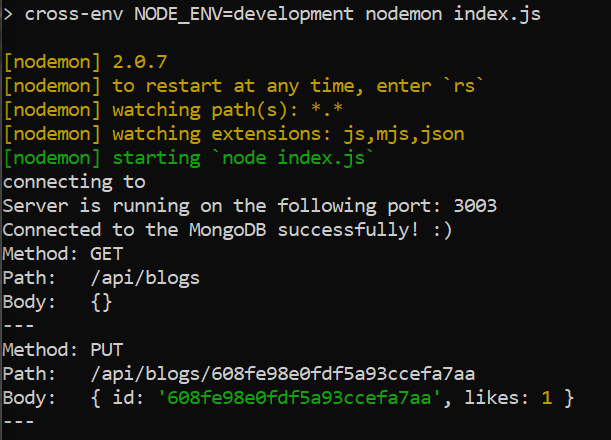 > cross-env NODE_ENV=development nodemon index.js
[nodemon] 2.0.7
[nodemon] to restart at any time, enter `rs`
[nodemon] watching path(s): *.*
[nodemon] watching extensions: js,mjs,json
[nodemon] starting `node index.js`
connecting to
Server is running on the following port: 3003
Connected to the MongoDB successfully! :)
Method: GET
Path:   /api/blogs
Body:   {}
---
Method: PUT
Path:   /api/blogs/608fe98e0fdf5a93ccefa7aa
Body:   { id: '608fe98e0fdf5a93ccefa7aa', likes: 1 }
---